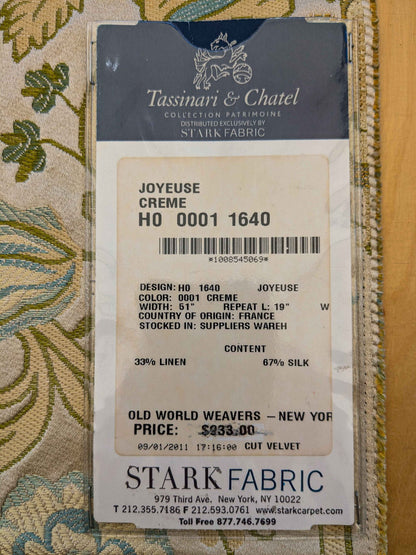 Tassinari & Chatel
COLLECTION PATRIMOINE
DISTRIBUTED EXCLUSIVELY BY
STARK FABRIC
JOYEUSE
CREME
H0 0001 1640
*1008545069*
DESIGN: H0 1640 JOYEUSE
COLOR: 0001 CREME
WIDTH: 51" REPEAT L: 19" W
COUNTRY OF ORIGIN: FRANCE
STOCKED IN: SUPPLIERS WAREH
CONTENT
33% LINEN 67% SILK
OLD WORLD WEAVERS - NEW YOR
PRICE: $933.00
09/01/2011 17:16:00 CUT VELVET
STARK FABRIC
979 Third Ave. New York, NY 10022
T 212.355.7186 F 212.593.0761 www.starkcarpet.com
Toll Free 877.746.7699